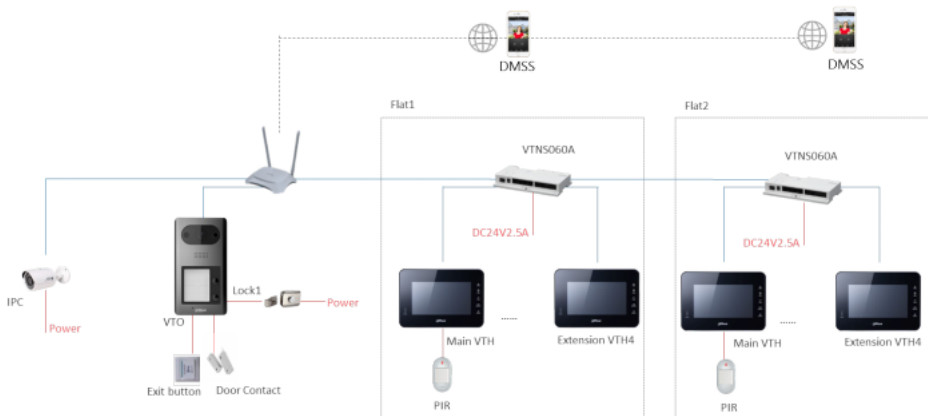 DMSS
DMSS
Flat1
Flat2
VTNS060A
VTNS060A
DC24V2.5A
DC24V2.5A
IPC
Power
VTO
Lock1
Power
Exit button
Door Contact
Main VTH
......
Extension VTH4
PIR
Main VTH
......
Extension VTH4
PIR